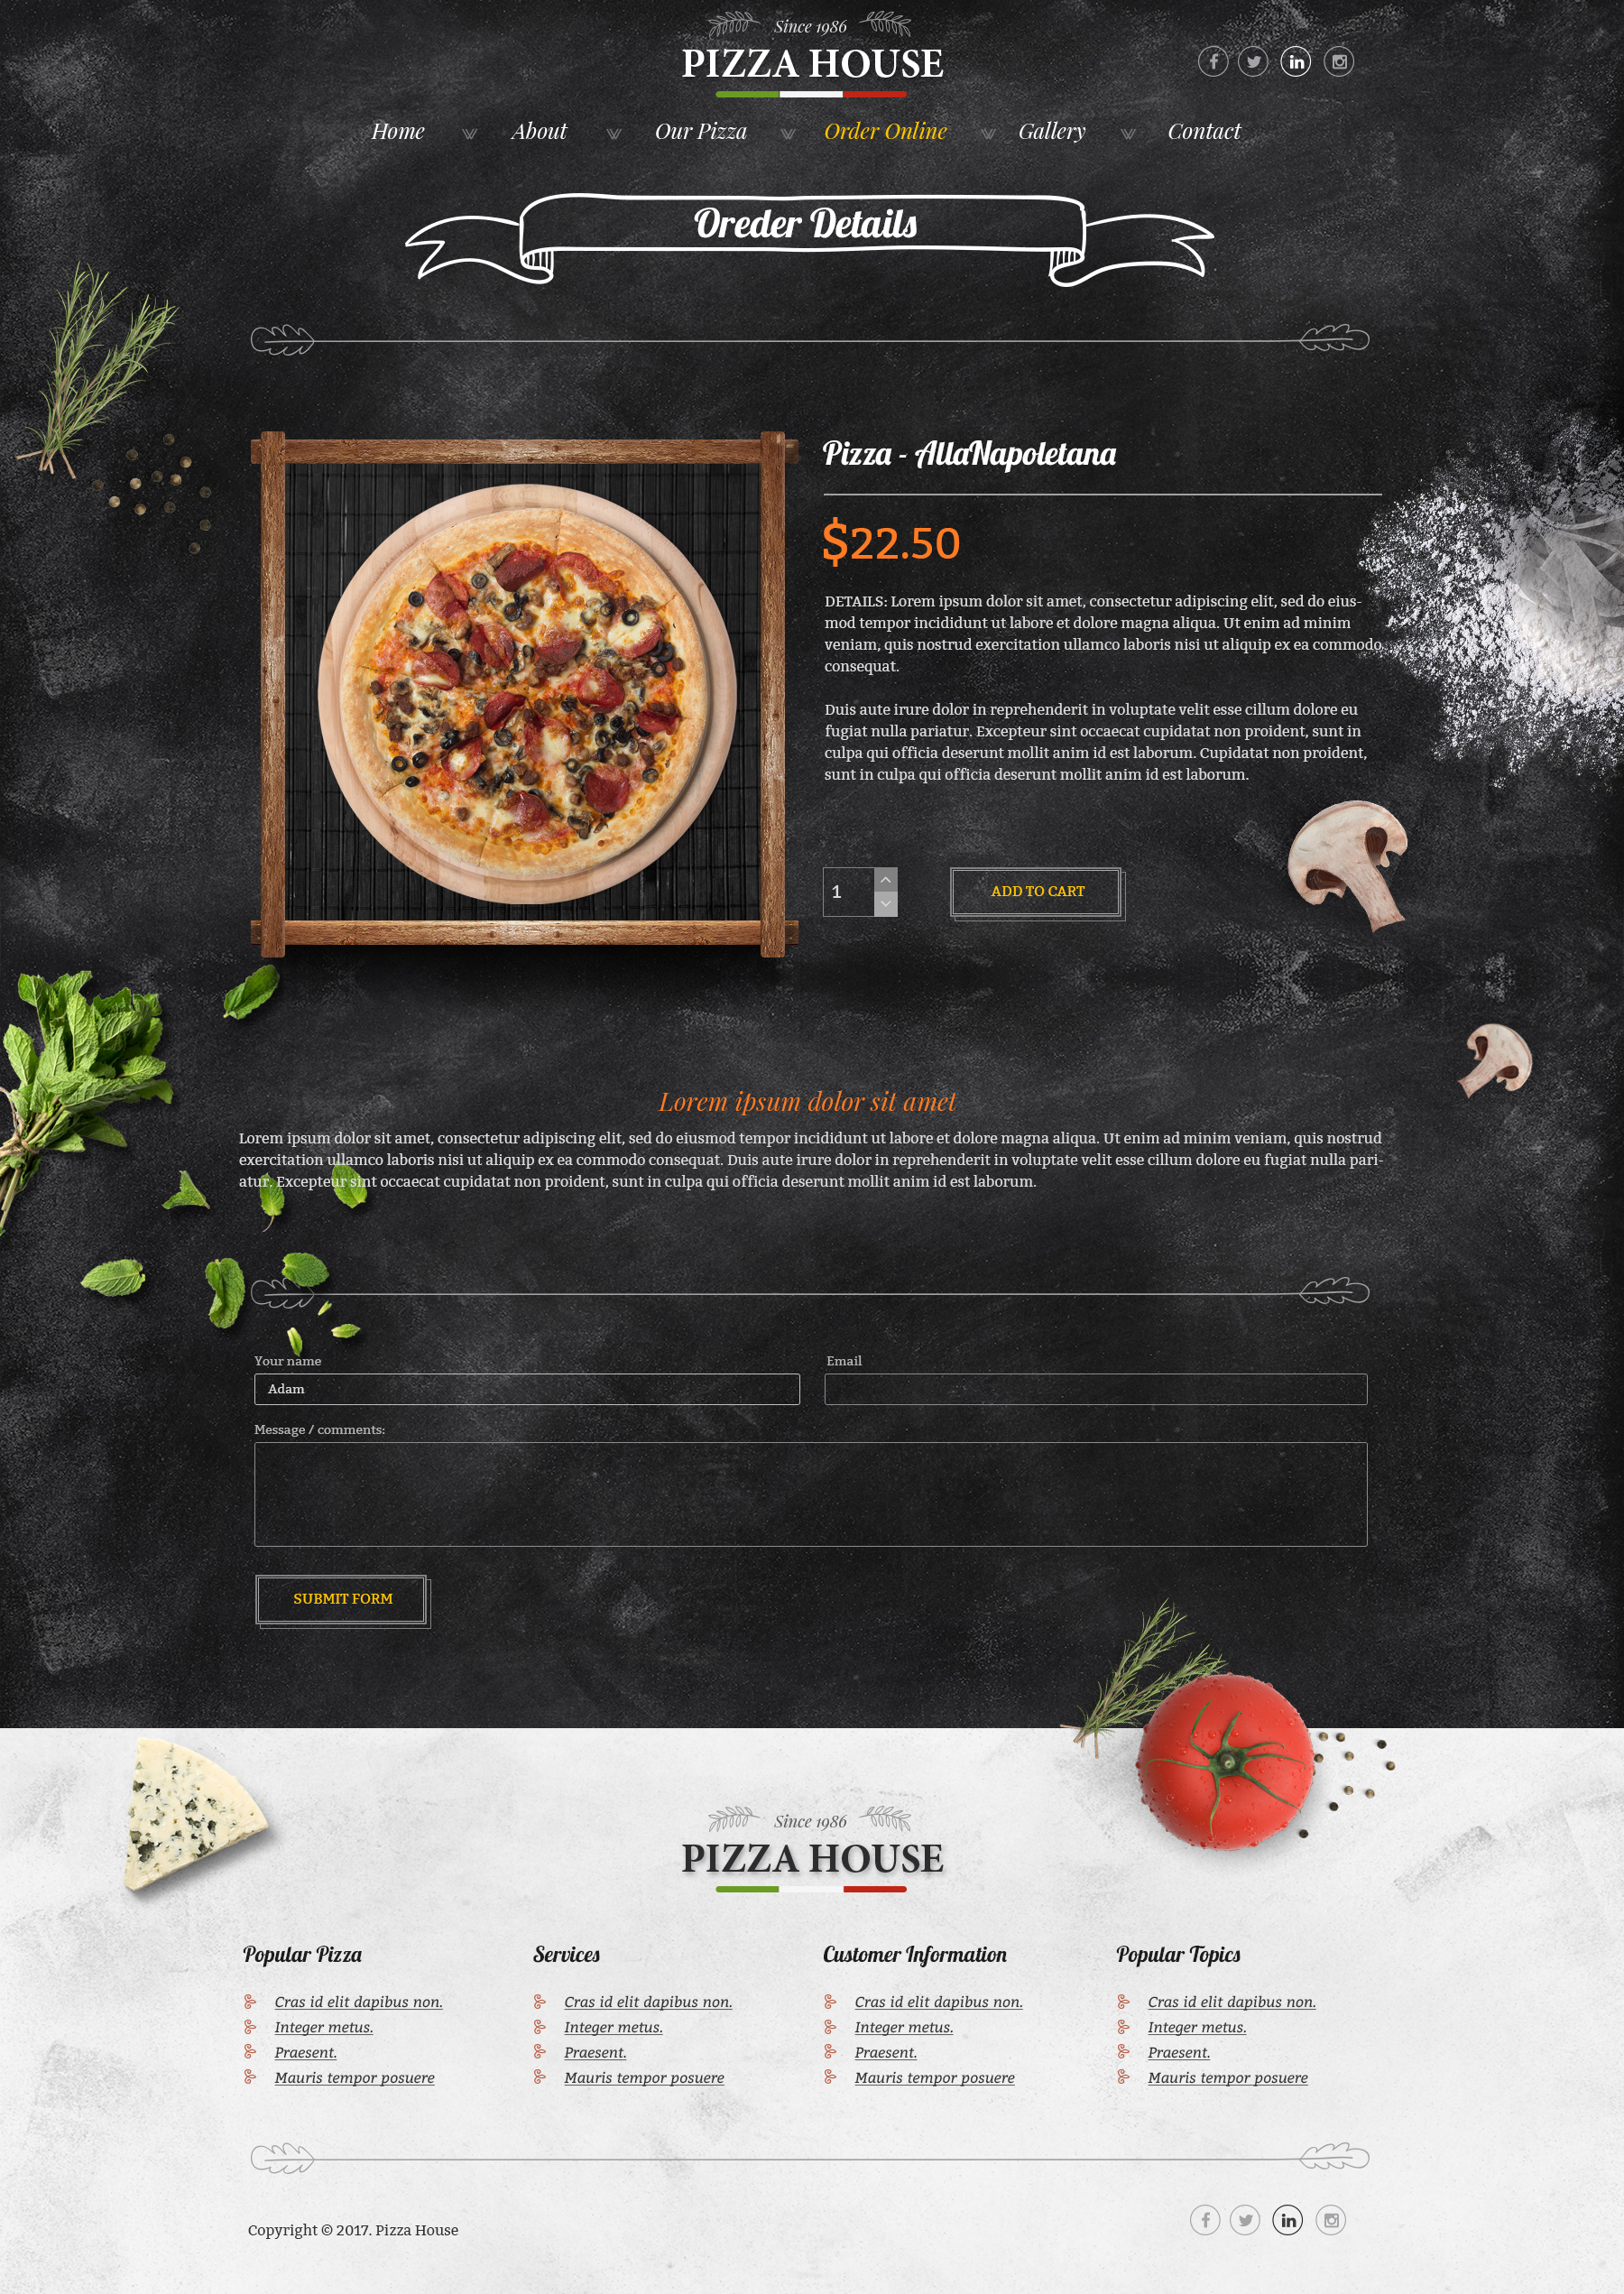 Since 1986
PIZZA HOUSE
Home
About
Our Pizza
Order Online
Gallery
Contact
Oreder Details
Pizza - AllaNapoletana
$22.50
DETAILS: Lorem ipsum dolor sit amet, consectetur adipiscing elit, sed do eius-
mod tempor incididunt ut labore et dolore magna aliqua. Ut enim ad minim
veniam, quis nostrud exercitation ullamco laboris nisi ut aliquip ex ea commodo
consequat.
Duis aute irure dolor in reprehenderit in voluptate velit esse cillum dolore eu
fugiat nulla pariatur. Excepteur sint occaecat cupidatat non proident, sunt in
culpa qui officia deserunt mollit anim id est laborum. Cupidatat non proident,
sunt in culpa qui officia deserunt mollit anim id est laborum.
1
ADD TO CART
Lorem ipsum dolor sit amet
Lorem ipsum dolor sit amet, consectetur adipiscing elit, sed do eiusmod tempor incididunt ut labore et dolore magna aliqua. Ut enim ad minim veniam, quis nostrud
exercitation ullamco laboris nisi ut aliquip ex ea commodo consequat. Duis aute irure dolor in reprehenderit in voluptate velit esse cillum dolore eu fugiat nulla pari-
atur. Excepteur sint occaecat cupidatat non proident, sunt in culpa qui officia deserunt mollit anim id est laborum.
Your name
Adam
Email
Message / comments:
SUBMIT FORM
Since 1986
PIZZA HOUSE
Popular Pizza
Cras id elit dapibus non.
Integer metus.
Praesent.
Mauris tempor posuere
Services
Cras id elit dapibus non.
Integer metus.
Praesent.
Mauris tempor posuere
Customer Information
Cras id elit dapibus non.
Integer metus.
Praesent.
Mauris tempor posuere
Popular Topics
Cras id elit dapibus non.
Integer metus.
Praesent.
Mauris tempor posuere
Copyright © 2017. Pizza House